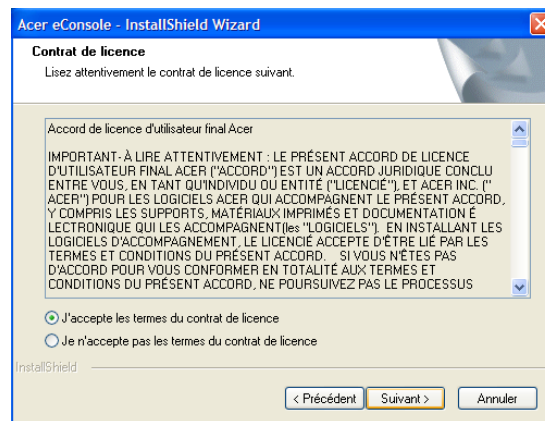 Acer eConsole - InstallShield Wizard
Contrat de licence
Lisez attentivement le contrat de licence suivant.
Accord de licence d'utilisateur final Acer
IMPORTANT- À LIRE ATTENTIVEMENT : LE PRÉSENT ACCORD DE LICENCE
D'UTILISATEUR FINAL ACER ("ACCORD") EST UN ACCORD JURIDIQUE CONCLU
ENTRE VOUS, EN TANT QU'INDIVIDU OU ENTITÉ ("LICENCIÉ"), ET ACER INC. ("
ACER") POUR LES LOGICIELS ACER QUI ACCOMPAGNENT LE PRÉSENT ACCORD,
Y COMPRIS LES SUPPORTS, MATÉRIAUX IMPRIMÉS ET DOCUMENTATION É
LECTRONIQUE QUI LES ACCOMPAGNENT(les "LOGICIELS"). EN INSTALLANT LES
LOGICIELS D'ACCOMPAGNEMENT, LE LICENCIÉ ACCEPTE D'ÊTRE LIÉ PAR LES
TERMES ET CONDITIONS DU PRÉSENT ACCORD. SI VOUS N'ÊTES PAS
D'ACCORD POUR VOUS CONFORMER EN TOTALITÉ AUX TERMES ET
CONDITIONS DU PRÉSENT ACCORD, NE POURSUIVEZ PAS LE PROCESSUS
J'accepte les termes du contrat de licence
Je n'accepte pas les termes du contrat de licence
InstallShield
< Précédent Suivant > Annuler